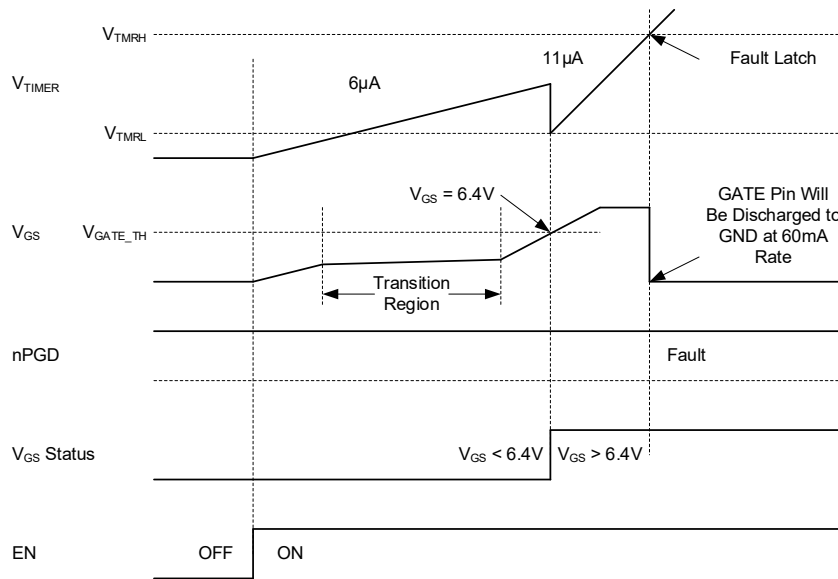 V_TMRH
11µA
Fault Latch
V_TIMER
6µA
V_TMRL
V_GS = 6.4V
GATE Pin Will
Be Discharged to
GND at 60mA
Rate
V_GS
V_GATE_TH
Transition
Region
nPGD
Fault
V_GS Status
V_GS < 6.4V
V_GS > 6.4V
EN
OFF
ON